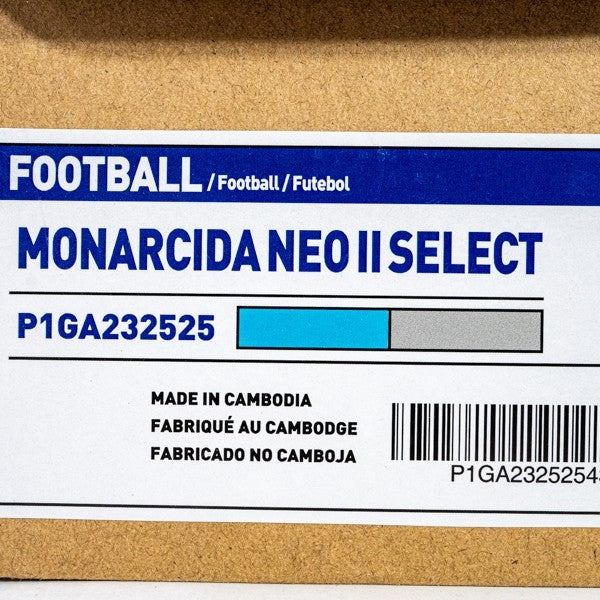 FOOTBALL / Football / Futebol
MONARCIDA NEO II SELECT
P1GA232525
MADE IN CAMBODIA
FABRIQUÉ AU CAMBODGE
FABRICADO NO CAMBOJA
P1GA2325254